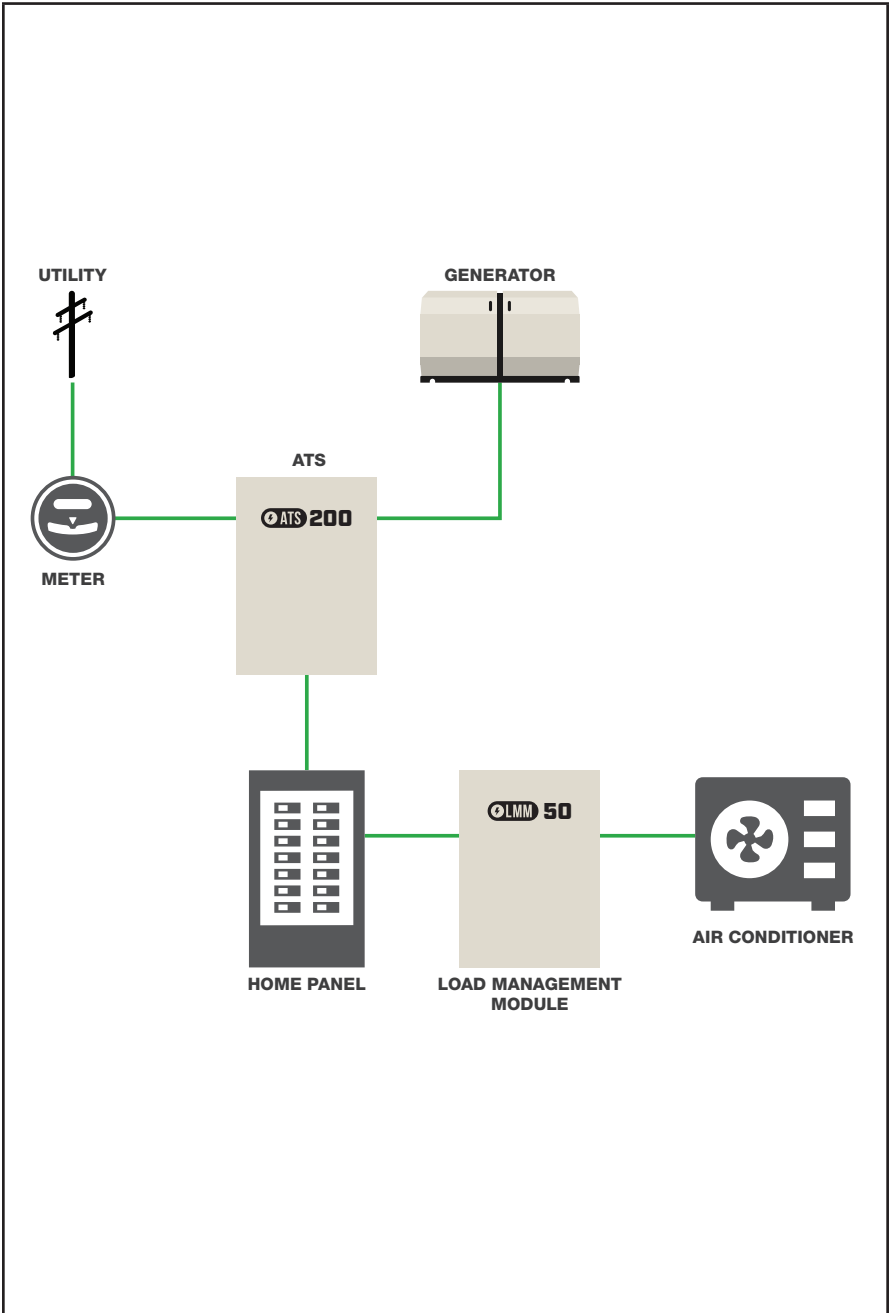 UTILITY
GENERATOR
ATS
ATS 200
METER
LMM 50
AIR CONDITIONER
HOME PANEL
LOAD MANAGEMENT
MODULE